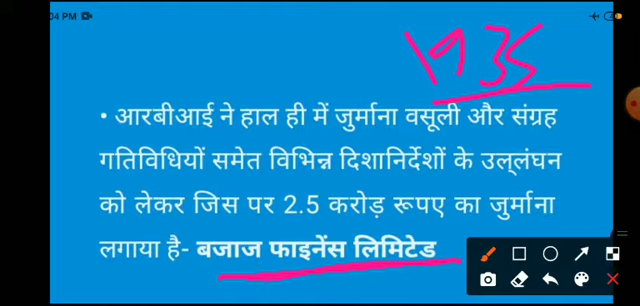 :04 PM
1935
• आरबीआई ने हाल ही में जुर्माना वसूली और संग्रह
गतिविधियों समेत विभिन्न दिशानिर्देशों के उल्लंघन
को लेकर जिस पर 2.5 करोड़ रूपए का जुर्माना
लगाया है- बजाज फाइनेंस लिमिटेड